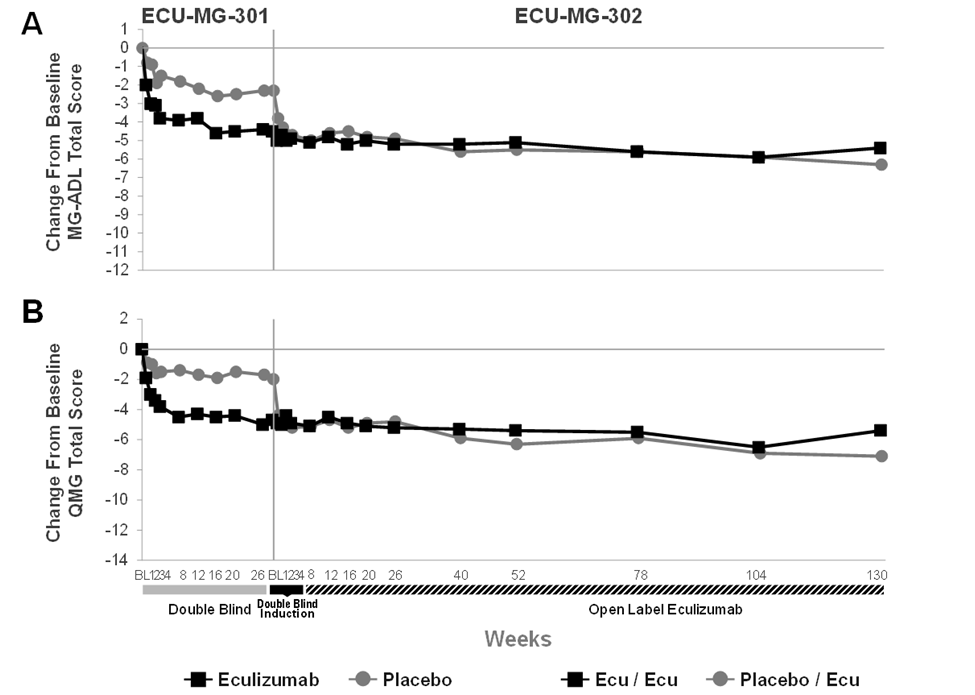 A
ECU-MG-301
ECU-MG-302
Change From Baseline
MG-ADL Total Score
1
0
-1
-2
-3
-4
-5
-6
-7
-8
-9
-10
-11
-12
B
Change From Baseline
QMG Total Score
2
0
-2
-4
-6
-8
-10
-12
-14
BL1234 8 12 16 20 26 BL1234 8 12 16 20 26 40 52 78 104 130
Double Blind
Double Blind
Induction
Open Label Eculizumab
Weeks
Eculizumab Placebo Ecu / Ecu Placebo / Ecu